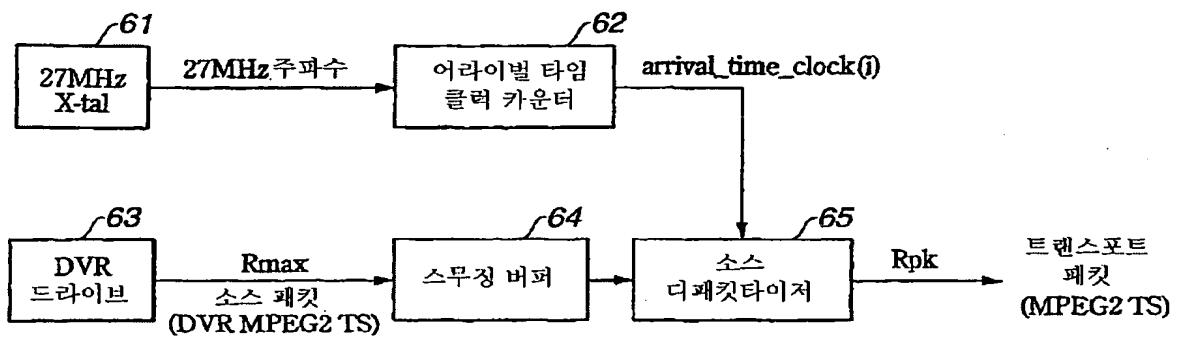 61
27MHz
X-tal
27MHz 주파수
62
어라이벌 타임
클럭 카운터
arrival_time_clock(i)
63
DVR
드라이브
Rmax
소스 패킷
(DVR MPEG2 TS)
64
스무징 버퍼
65
소스
디패킷타이저
Rpk
트랜스포트
패킷
(MPEG2 TS)